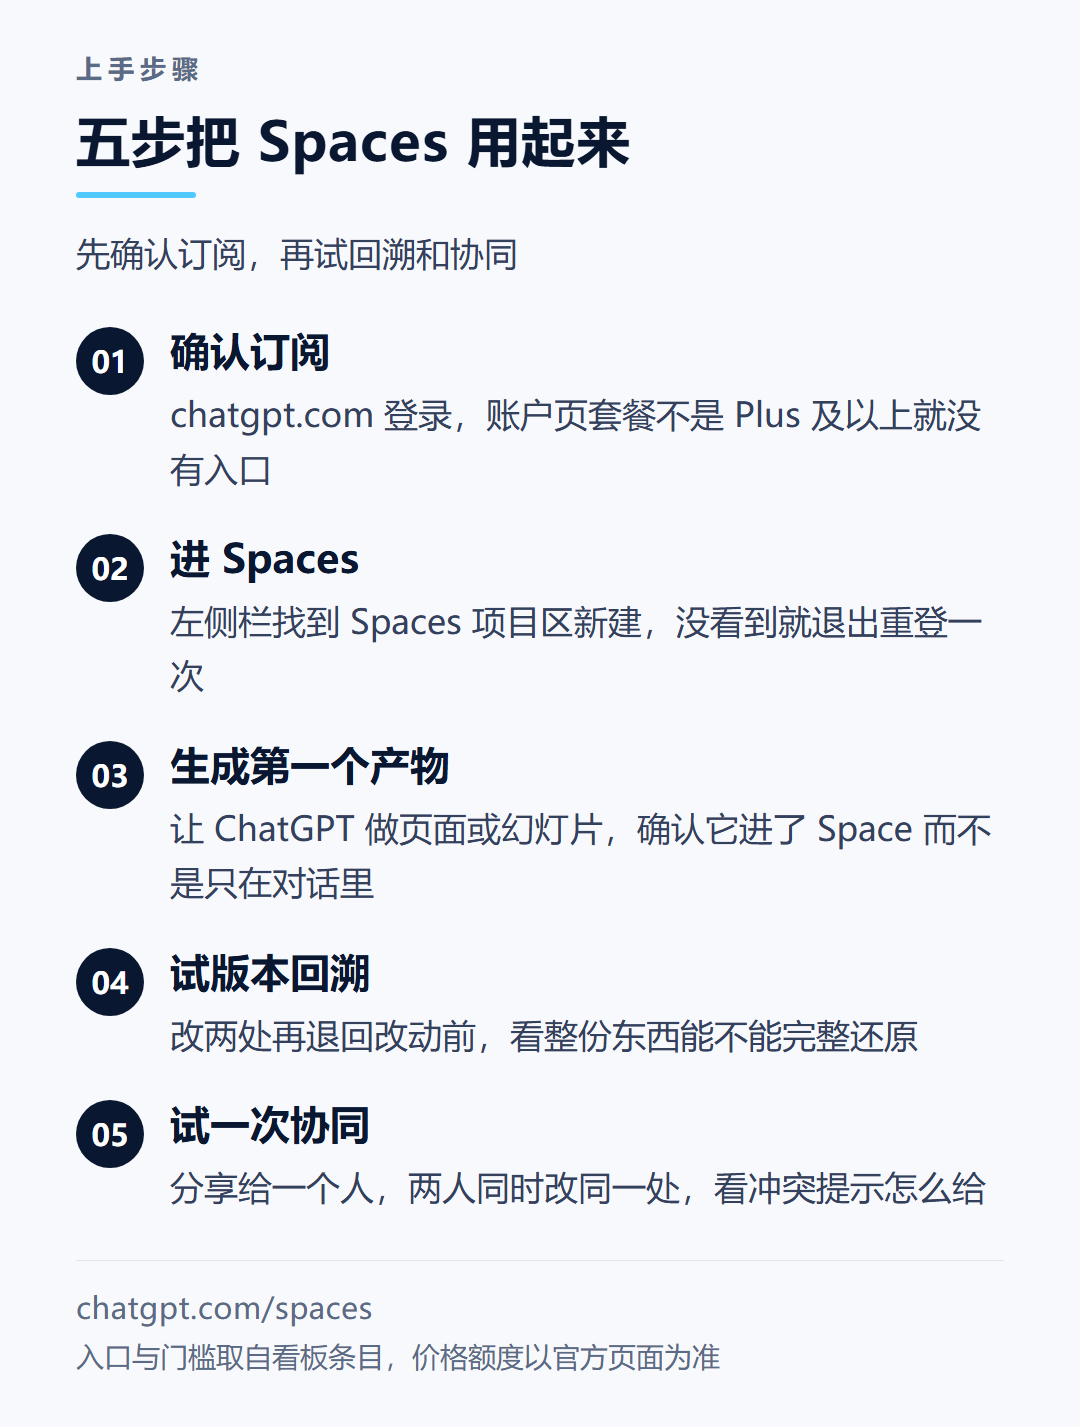 上手步骤
五步把 Spaces 用起来
先确认订阅，再试回溯和协同
01
确认订阅
chatgpt.com 登录，账户页套餐不是 Plus 及以上就没
有入口
02
进 Spaces
左侧栏找到 Spaces 项目区新建，没看到就退出重登一
次
03
生成第一个产物
让 ChatGPT 做页面或幻灯片，确认它进了 Space 而不
是只在对话里
04
试版本回溯
改两处再退回改动前，看整份东西能不能完整还原
05
试一次协同
分享给一个人，两人同时改同一处，看冲突提示怎么给
chatgpt.com/spaces
入口与门槛取自看板条目，价格额度以官方页面为准